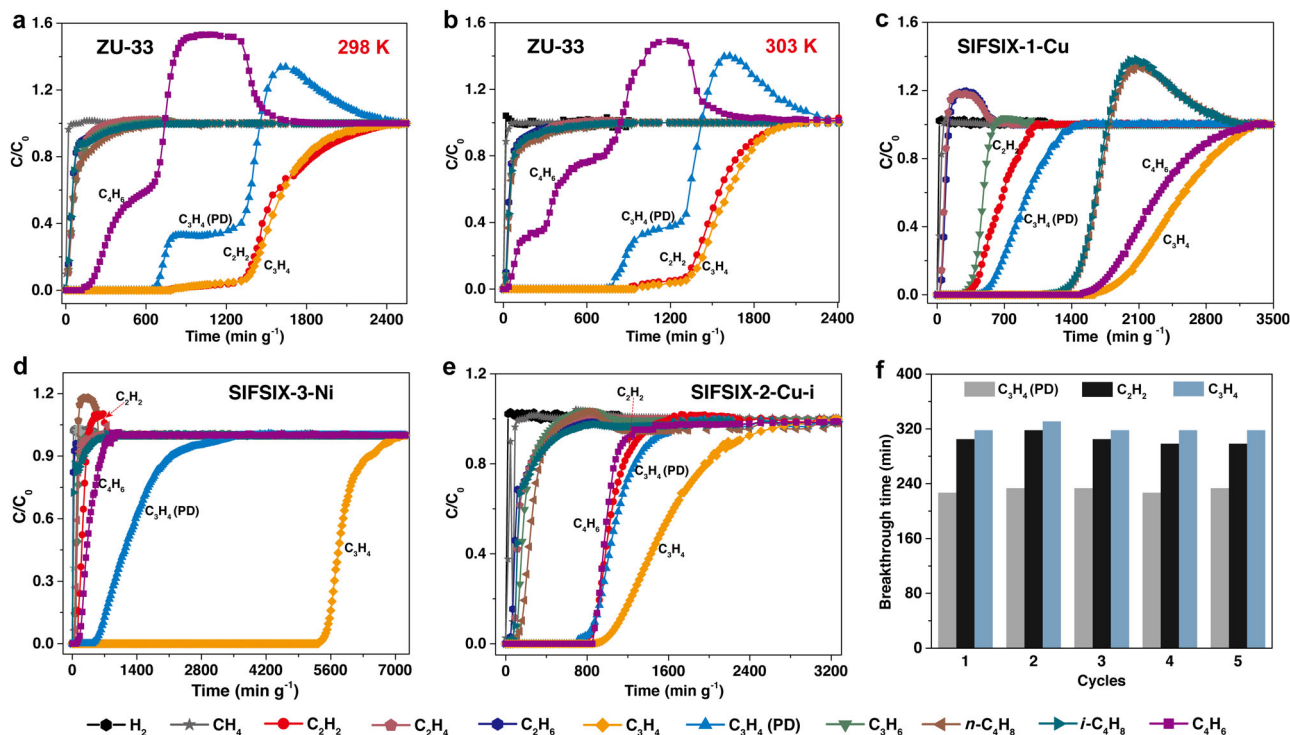 a
ZU-33
298 K
C₄H₆
C₃H₄ (PD)
C₂H₂
C₃H₄
C/C₀
1.6
1.2
0.8
0.4
0.0
0 600 1200 1800 2400
Time (min g⁻¹)
b
ZU-33
303 K
C₄H₆
C₃H₄ (PD)
C₂H₂
C₃H₄
C/C₀
1.6
1.2
0.8
0.4
0.0
0 400 800 1200 1600 2000 2400
Time (min g⁻¹)
c
SIFSIX-1-Cu
C₂H₂
C₃H₄ (PD)
C₄H₆
C₃H₄
C/C₀
1.6
1.2
0.8
0.4
0.0
0 700 1400 2100 2800 3500
Time (min g⁻¹)
d
SIFSIX-3-Ni
C₂H₂
C₄H₆
C₃H₄ (PD)
C₃H₄
C/C₀
1.2
0.9
0.6
0.3
0.0
0 1400 2800 4200 5600 7000
Time (min g⁻¹)
e
SIFSIX-2-Cu-i
C₂H₂
C₃H₄ (PD)
C₄H₆
C₃H₄
C/C₀
1.2
0.8
0.4
0.0
0 800 1600 2400 3200
Time (min g⁻¹)
f
C₃H₄ (PD) C₂H₂ C₃H₄
Breakthrough time (min)
400
320
240
160
80
0
1 2 3 4 5
Cycles
H₂ CH₄ C₂H₂ C₂H₄ C₂H₆ C₃H₄ C₃H₄ (PD) C₃H₆ n-C₄H₈ i-C₄H₈ C₄H₆